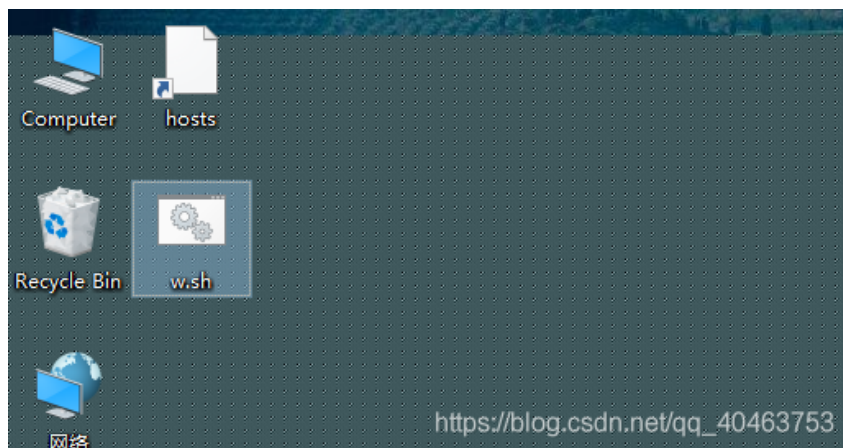 Computer
hosts
Recycle Bin
w.sh
网络
https://blog.csdn.net/qq_40463753